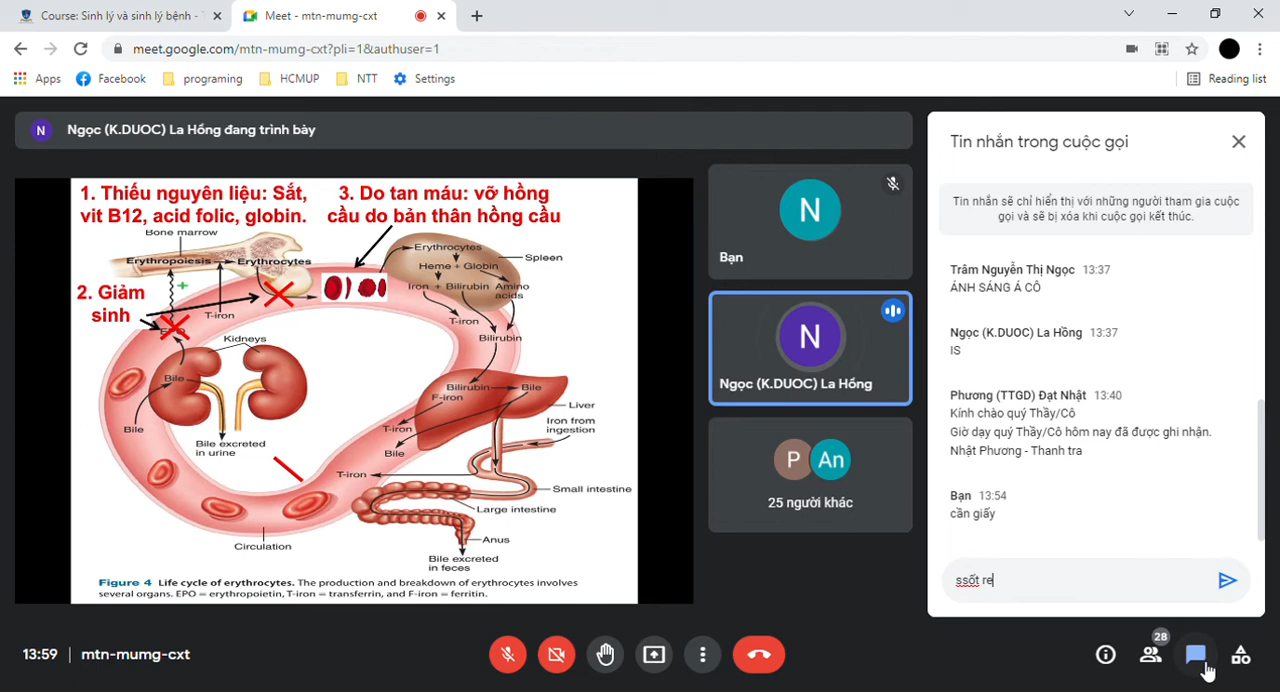 Course: Sinh lý và sinh lý bệnh - T
Meet - mtn-mumg-cxt
meet.google.com/mtn-mumg-cxt?pli=1&authuser=1
Apps
Facebook
programing
HCMUP
NTT
Settings
Reading list
N
Ngọc (K.DUOC) La Hồng đang trình bày
1. Thiếu nguyên liệu: Sắt,
vit B12, acid folic, globin.
3. Do tan máu: vỡ hồng
cầu do bản thân hồng cầu
2. Giảm
sinh
Bone marrow
Erythropoiesis
Erythrocytes
+
T-iron
Kidneys
Bile
Bile
Bile excreted
in urine
Erythrocytes
Heme + Globin
Iron + Bilirubin
Amino
acids
Spleen
T-iron
Bilirubin
Bilirubin
Bile
F-iron
Liver
T-iron
Bile
Iron from
ingestion
T-iron
Small intestine
Large intestine
Anus
Bile excreted
in feces
Circulation
Figure 4 Life cycle of erythrocytes. The production and breakdown of erythrocytes involves
several organs. EPO = erythropoietin, T-iron = transferrin, and F-iron = ferritin.
N
Bạn
N
Ngọc (K.DUOC) La Hồng
P
An
25 người khác
Tin nhắn trong cuộc gọi
Tin nhắn sẽ chỉ hiển thị với những người tham gia cuộc
gọi và sẽ bị xóa khi cuộc gọi kết thúc.
Trâm Nguyễn Thị Ngọc 13:37
ÁNH SÁNG Á CÔ
Ngọc (K.DUOC) La Hồng 13:37
IS
Phương (TTGD) Đạt Nhật 13:40
Kính chào quý Thầy/Cô
Giờ dạy quý Thầy/Cô hôm nay đã được ghi nhận.
Nhật Phương - Thanh tra
Bạn 13:54
cần giấy
ssốt re
13:59 | mtn-mumg-cxt
28